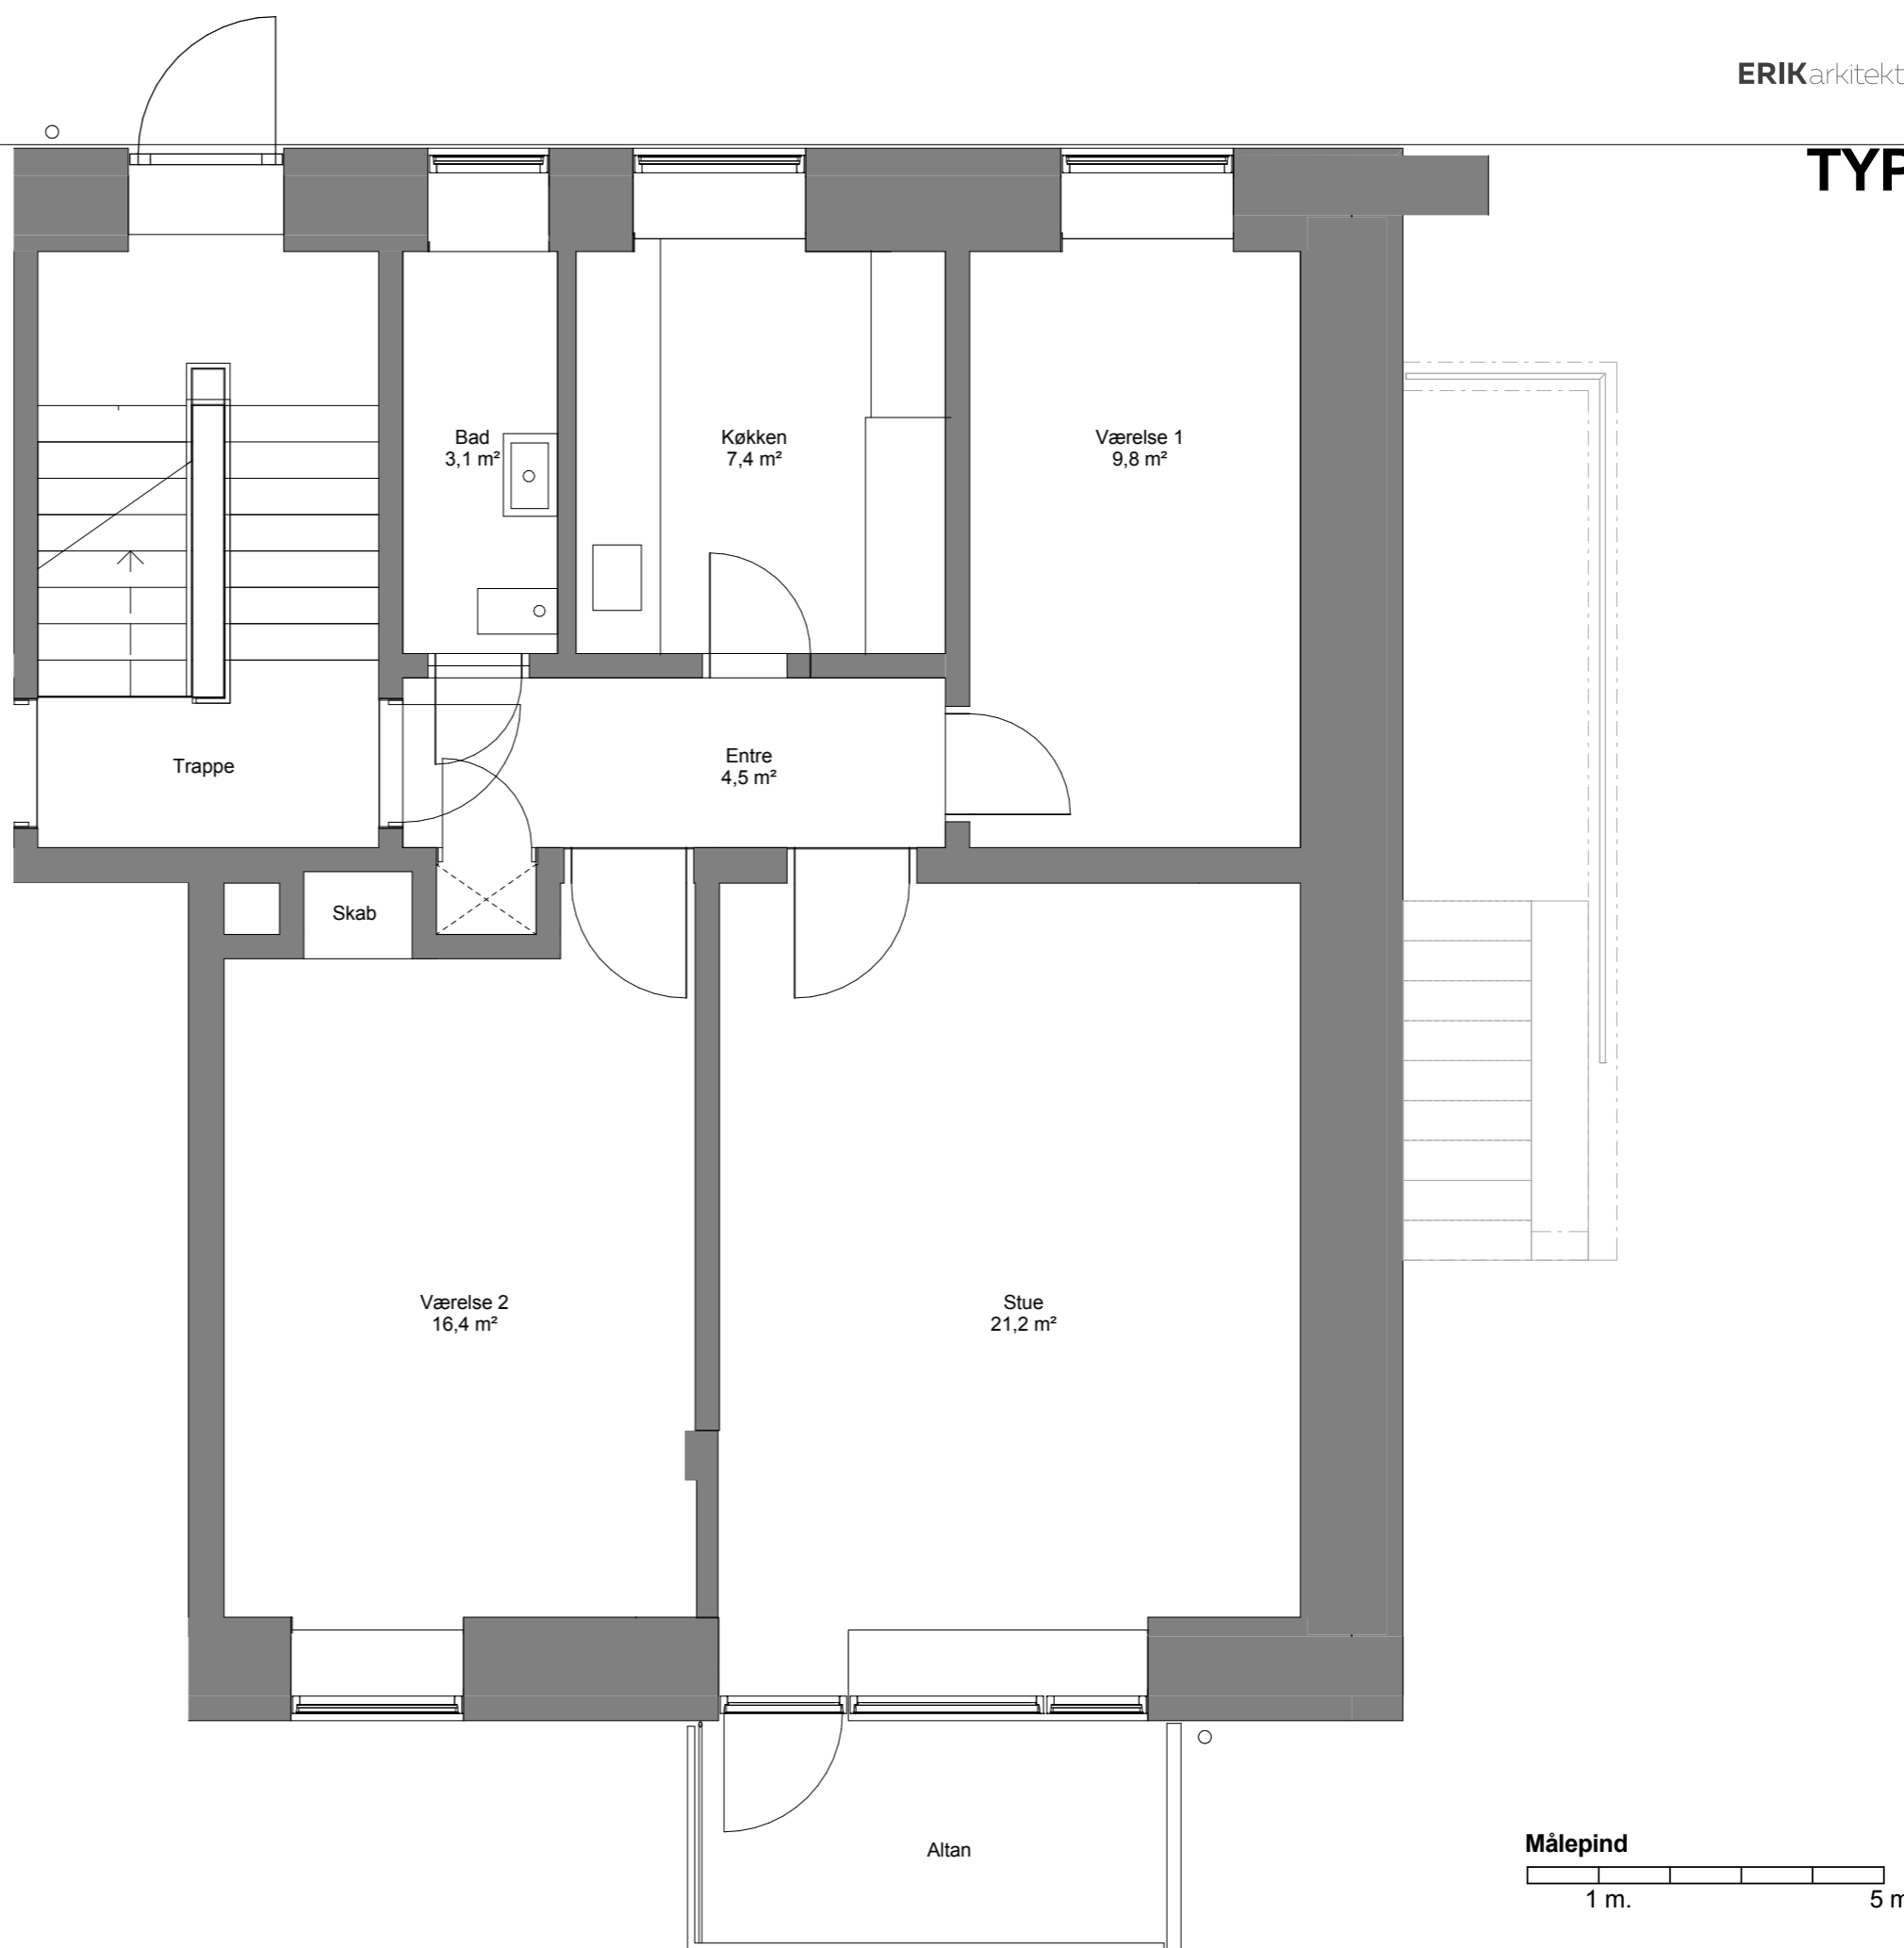 ERIKarkitekt
TYP
Bad
3,1 m²
Køkken
7,4 m²
Værelse 1
9,8 m²
Trappe
Entre
4,5 m²
Skab
Værelse 2
16,4 m²
Stue
21,2 m²
Altan
Målepind
1 m.
5 m